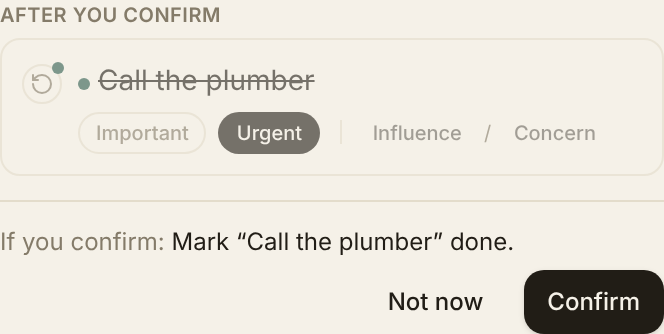 AFTER YOU CONFIRM
Call the plumber
Important Urgent Influence / Concern
If you confirm: Mark “Call the plumber” done.
Not now Confirm